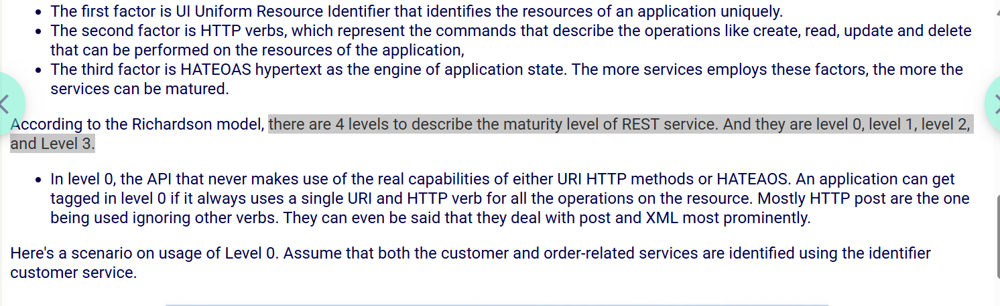 The first factor is UI Uniform Resource Identifier that identifies the resources of an application uniquely.
The second factor is HTTP verbs, which represent the commands that describe the operations like create, read, update and delete
that can be performed on the resources of the application,
The third factor is HATEOAS hypertext as the engine of application state. The more services employs these factors, the more the
services can be matured.
According to the Richardson model, there are 4 levels to describe the maturity level of REST service. And they are level 0, level 1, level 2,
and Level 3.
In level 0, the API that never makes use of the real capabilities of either URI HTTP methods or HATEAOS. An application can get
tagged in level 0 if it always uses a single URI and HTTP verb for all the operations on the resource. Mostly HTTP post are the one
being used ignoring other verbs. They can even be said that they deal with post and XML most prominently.
Here's a scenario on usage of Level 0. Assume that both the customer and order-related services are identified using the identifier
customer service.